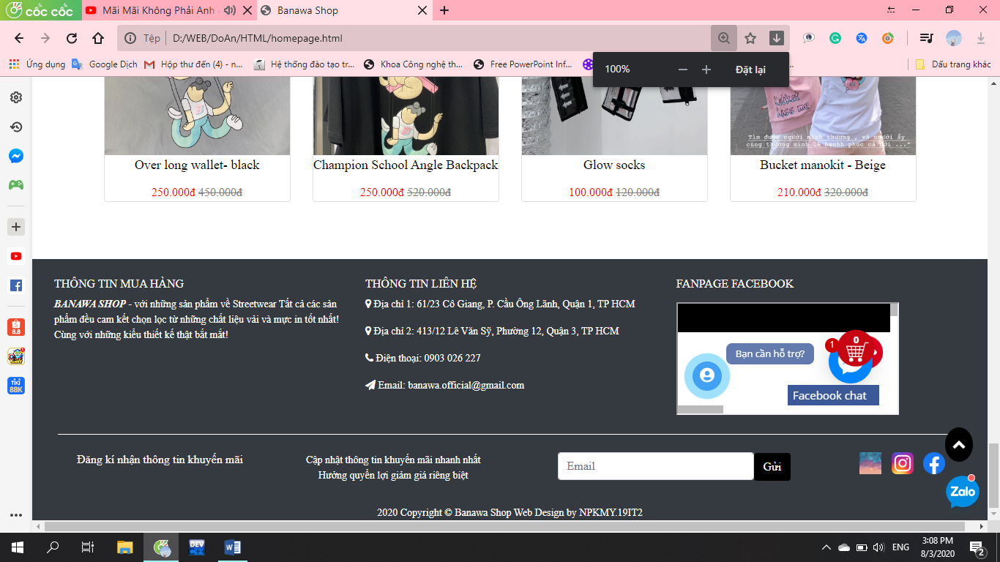 cốc cốc
Mãi Mãi Không Phải Anh
Banawa Shop
Tệp
D:/WEB/DoAn/HTML/homepage.html
Ứng dụng
Google Dịch
Hộp thư đến (4) - n...
Hệ thống đào tạo tr...
Khoa Công nghệ th...
Free PowerPoint Inf...
Dấu trang khác
100%
Đặt lại
Tìm được người mình thương , và người ấy
cũng thương mình là hạnh phúc cả đời ..."
Over long wallet- black
250.000đ 450.000đ
Champion School Angle Backpack
250.000đ 520.000đ
Glow socks
100.000đ 120.000đ
Bucket manokit - Beige
210.000đ 320.000đ
THÔNG TIN MUA HÀNG
BANAWA SHOP - với những sản phẩm về Streetwear Tất cả các sản
phẩm đều cam kết chọn lọc từ những chất liệu vải và mực in tốt nhất!
Cùng với những kiểu thiết kế thật bắt mắt!
THÔNG TIN LIÊN HỆ
Địa chỉ 1: 61/23 Cô Giang, P. Cầu Ông Lãnh, Quận 1, TP HCM
Địa chỉ 2: 413/12 Lê Văn Sỹ, Phường 12, Quận 3, TP HCM
Điện thoại: 0903 026 227
Email: banawa.official@gmail.com
FANPAGE FACEBOOK
Bạn cần hỗ trợ?
1
0
Facebook chat
Đăng kí nhận thông tin khuyến mãi
Cập nhật thông tin khuyến mãi nhanh nhất
Hưởng quyền lợi giảm giá riêng biệt
Email
Gửi
Zalo
2020 Copyright © Banawa Shop Web Design by NPKMY.19IT2
8.8
TIKI
88K
DEV
ENG
3:08 PM
8/3/2020
2